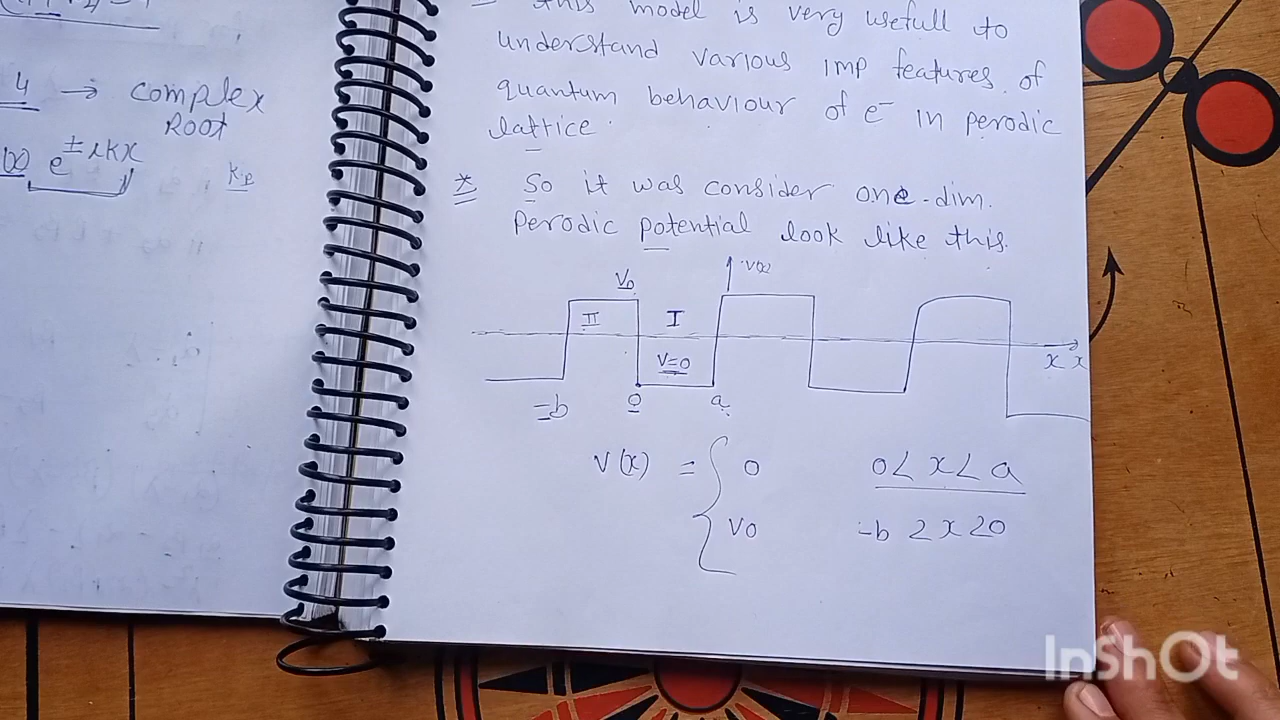 4 → complex
Root
e^±ikx
this model is very usefull to
understand various imp features of
quantum behaviour of e⁻ in perodic
lattice.
* So it was consider one-dim.
perodic potential look like this.
V0
V(x)
II
I
V=0
x x
-b
0
a
V(x) = { 0 0 < x < a
V0 -b < x < 0
InShOt